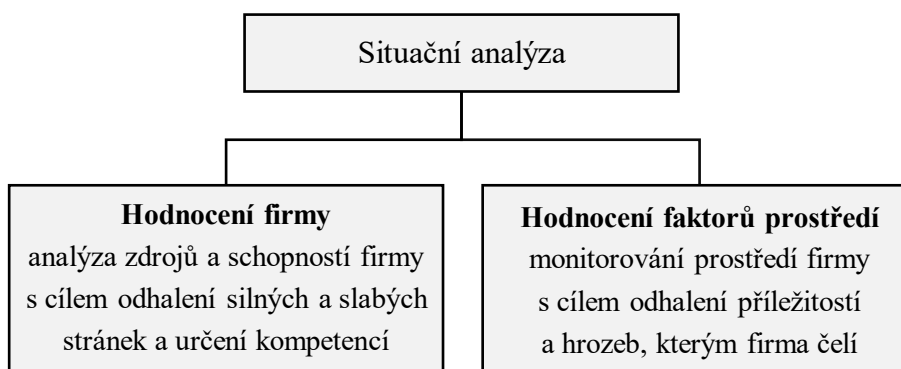 Situační analýza
Hodnocení firmy
analýza zdrojů a schopností firmy
s cílem odhalení silných a slabých
stránek a určení kompetencí
Hodnocení faktorů prostředí
monitorování prostředí firmy
s cílem odhalení příležitostí
a hrozeb, kterým firma čelí